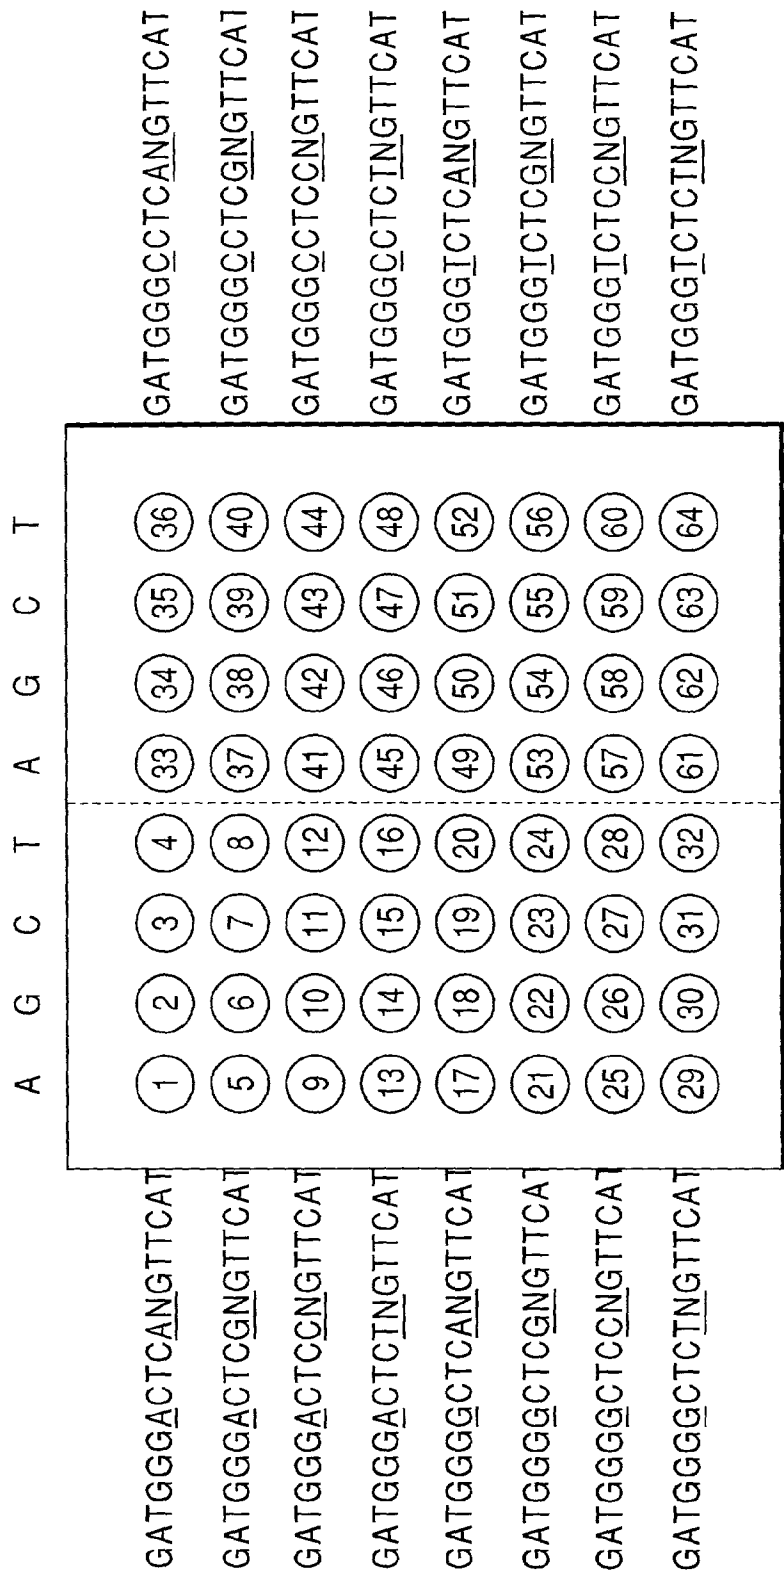 A G C T A G C T
GATGGGACTCANGTTCAT 1 2 3 4 33 34 35 36 GATGGGCCTCANGTTCAT
GATGGGACTCGNGTTCAT 5 6 7 8 37 38 39 40 GATGGGCCTCGNGTTCAT
GATGGGACTCCNGTTCAT 9 10 11 12 41 42 43 44 GATGGGCCTCCNGTTCAT
GATGGGACTCTNGTTCAT 13 14 15 16 45 46 47 48 GATGGGCCTCTNGTTCAT
GATGGGGCTCANGTTCAT 17 18 19 20 49 50 51 52 GATGGGTCTCANGTTCAT
GATGGGGCTCGNGTTCAT 21 22 23 24 53 54 55 56 GATGGGTCTCGNGTTCAT
GATGGGGCTCCNGTTCAT 25 26 27 28 57 58 59 60 GATGGGTCTCCNGTTCAT
GATGGGGCTCTNGTTCAT 29 30 31 32 61 62 63 64 GATGGGTCTCTNGTTCAT